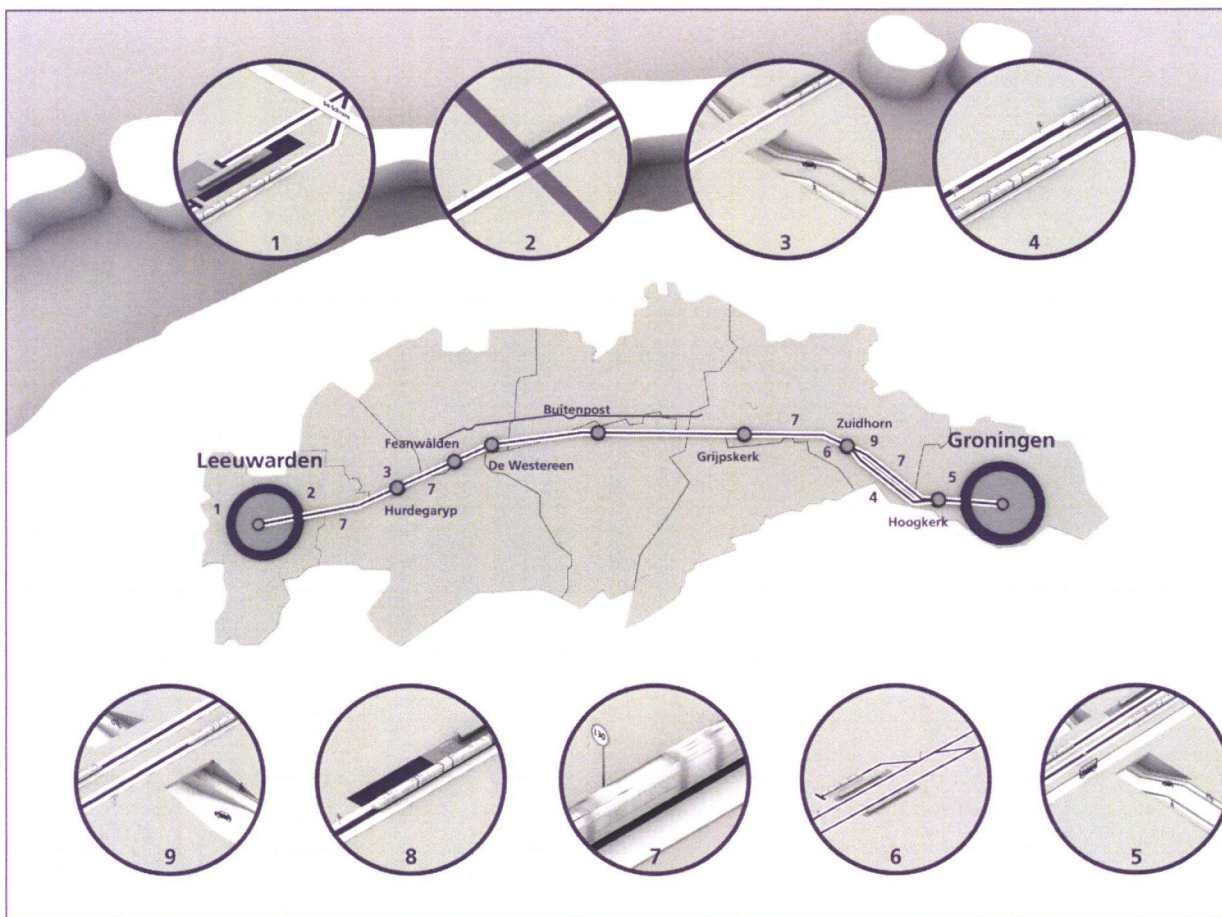 1
2
3
4
Buitenpost
7
Zuidhorn
Feanwâlden
9
Groningen
Leeuwarden
De Westereen
Grijpskerk
6
7
3
2
7
5
1
4
Hurdegaryp
Hoogkerk
7
130
9
8
7
6
5